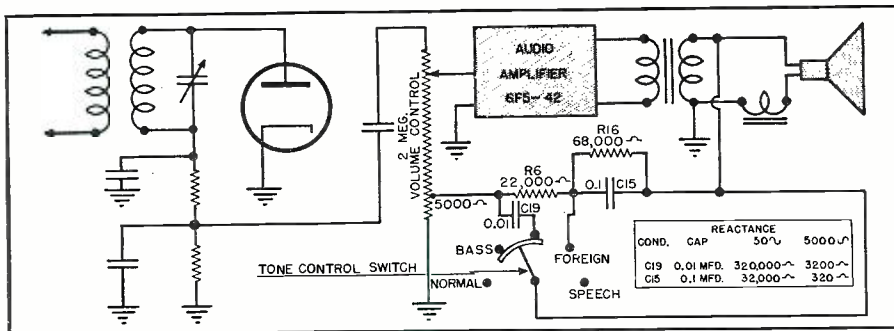 AUDIO
AMPLIFIER
6F5-42
2 MEG.
VOLUME CONTROL
R16
68,000~
R6
22,000~
0.1
C15
5000~
C19
0.01
BASS
FOREIGN
TONE CONTROL SWITCH
NORMAL
SPEECH
REACTANCE
COND. CAP 50~ 5000~
C19 0.01 MFD. 320,000~ 3200~
C15 0.1 MFD. 32,000~ 320~